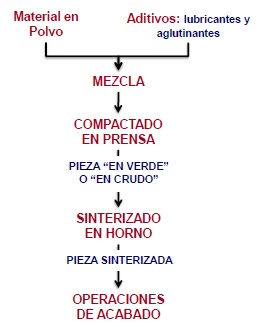 Material en
Polvo
Aditivos: lubricantes y
aglutinantes
MEZCLA
COMPACTADO
EN PRENSA
PIEZA “EN VERDE”
O “EN CRUDO”
SINTERIZADO
EN HORNO
PIEZA SINTERIZADA
OPERACIONES
DE ACABADO